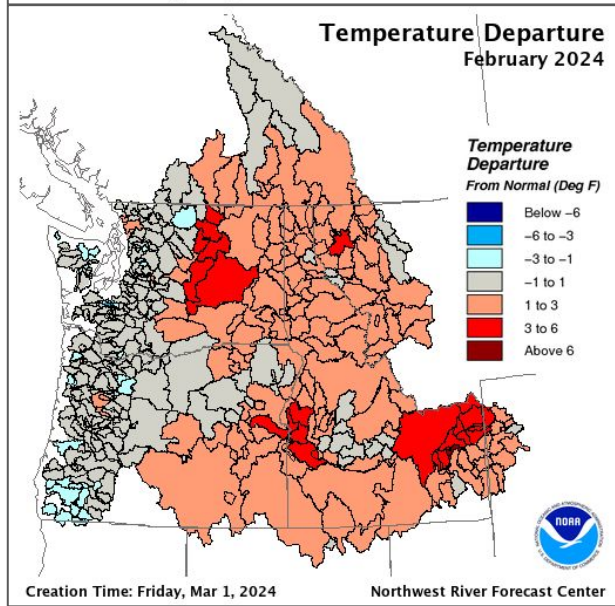 Temperature Departure
February 2024
Temperature
Departure
From Normal (Deg F)
Below -6
-6 to -3
-3 to -1
-1 to 1
1 to 3
3 to 6
Above 6
NOAA
Creation Time: Friday, Mar 1, 2024
Northwest River Forecast Center